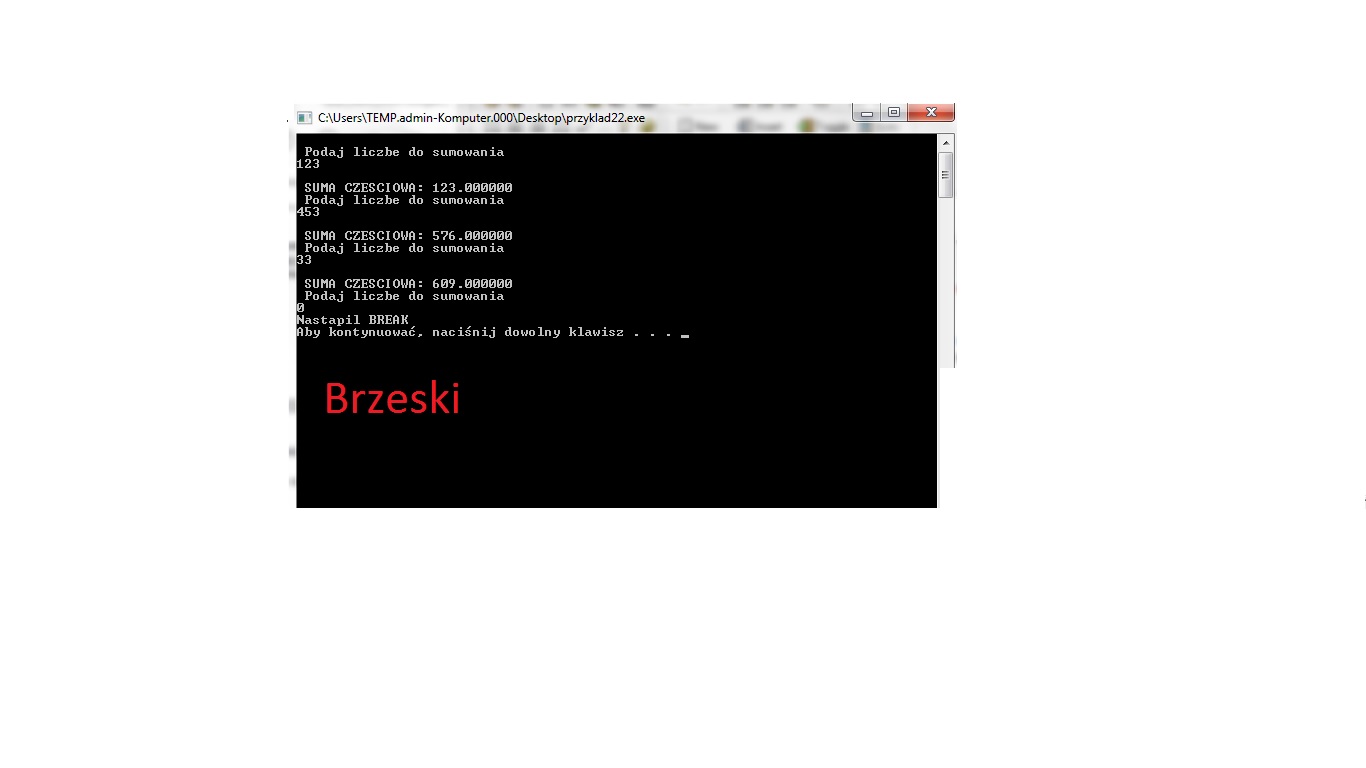 C:\Users\TEMP.admin-Komputer.000\Desktop\przyklad22.exe
Podaj liczbe do sumowania
123
SUMA CZESCIOWA: 123.000000
Podaj liczbe do sumowania
453
SUMA CZESCIOWA: 576.000000
Podaj liczbe do sumowania
33
SUMA CZESCIOWA: 609.000000
Podaj liczbe do sumowania
0
Nastapil BREAK
Aby kontynuować, naciśnij dowolny klawisz . . . _
Brzeski